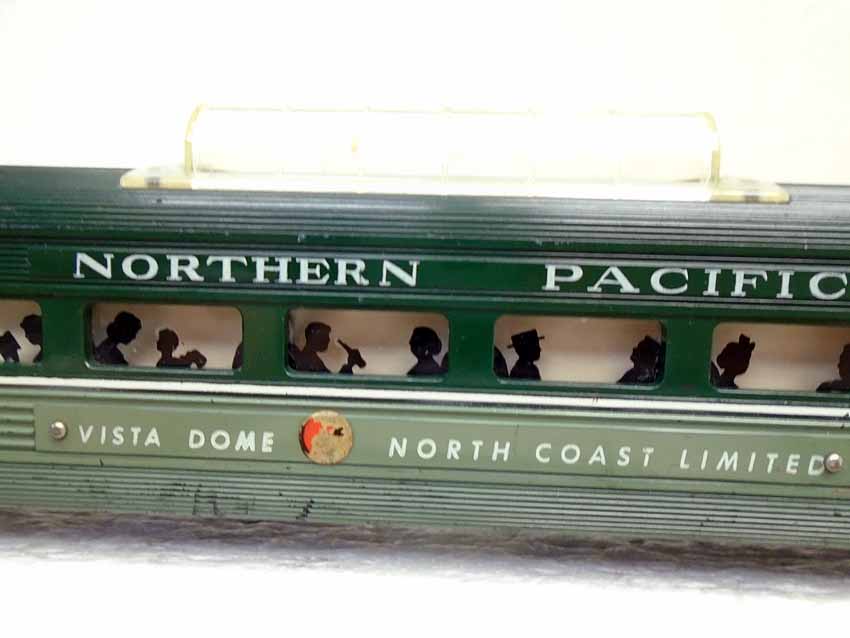 NORTHERN PACIFIC
VISTA DOME NORTH COAST LIMITED